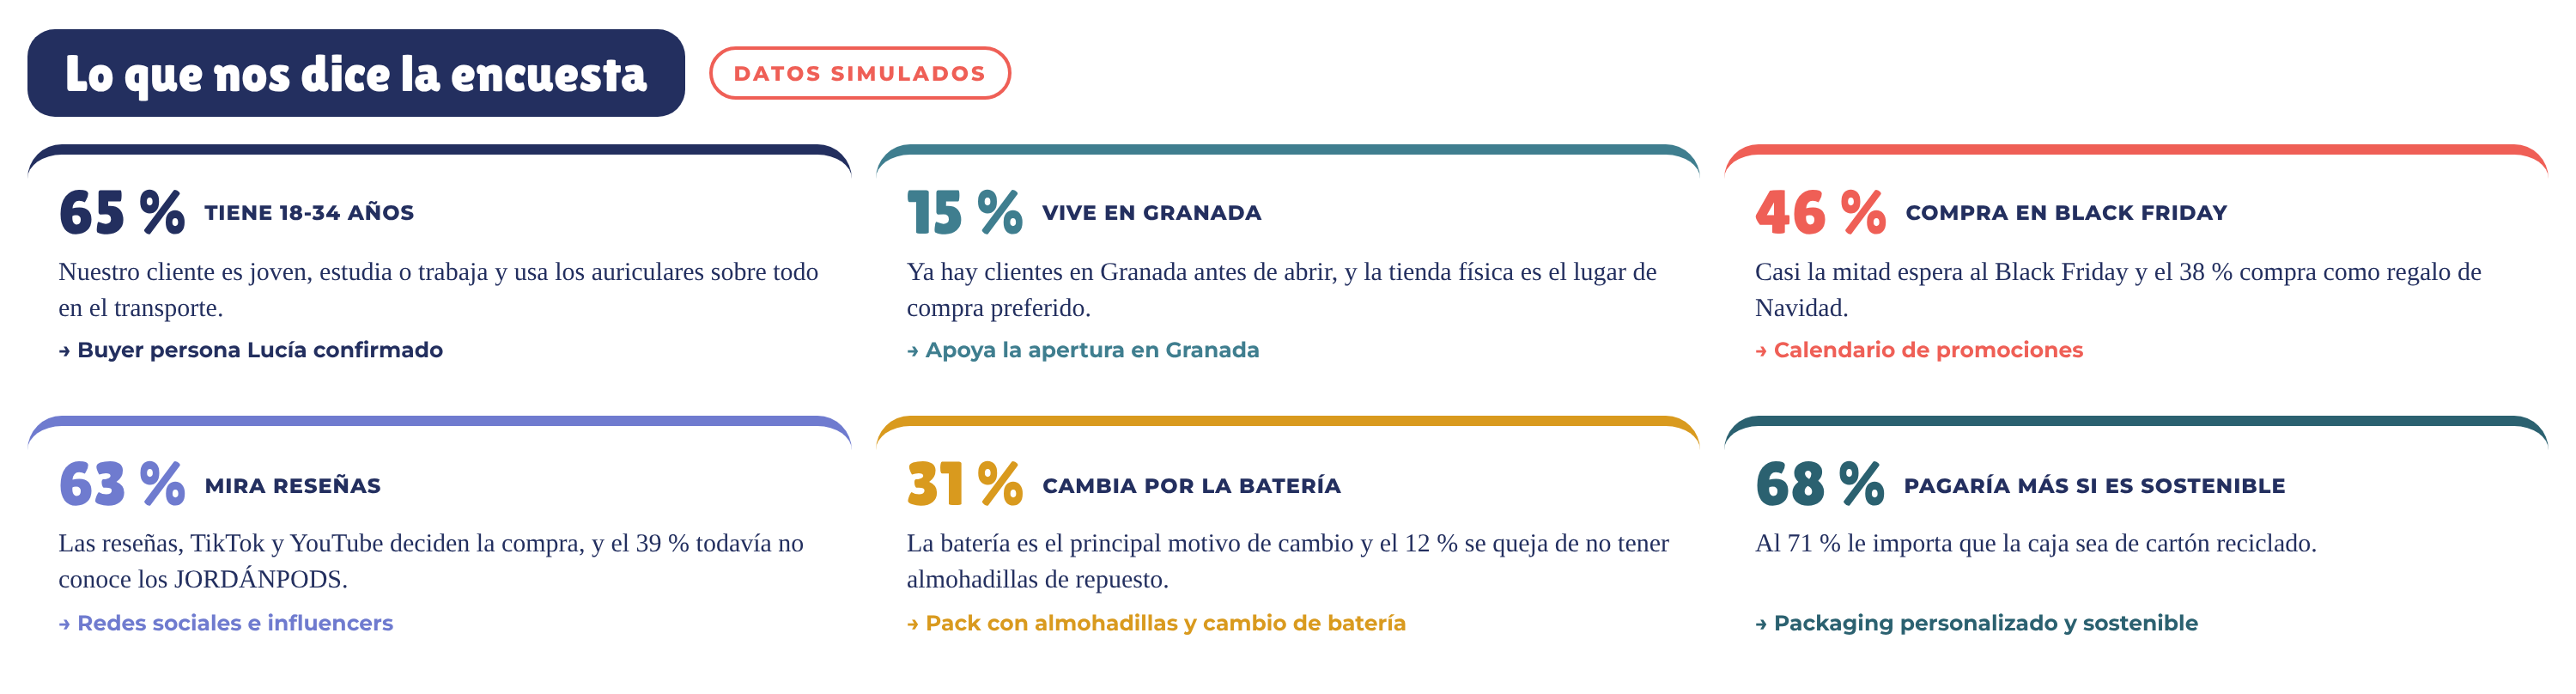 Lo que nos dice la encuesta
DATOS SIMULADOS
65 % TIENE 18-34 AÑOS
Nuestro cliente es joven, estudia o trabaja y usa los auriculares sobre todo
en el transporte.
→ Buyer persona Lucía confirmado
15 % VIVE EN GRANADA
Ya hay clientes en Granada antes de abrir, y la tienda física es el lugar de
compra preferido.
→ Apoya la apertura en Granada
46 % COMPRA EN BLACK FRIDAY
Casi la mitad espera al Black Friday y el 38 % compra como regalo de
Navidad.
→ Calendario de promociones
63 % MIRA RESEÑAS
Las reseñas, TikTok y YouTube deciden la compra, y el 39 % todavía no
conoce los JORDÁNPODS.
→ Redes sociales e influencers
31 % CAMBIA POR LA BATERÍA
La batería es el principal motivo de cambio y el 12 % se queja de no tener
almohadillas de repuesto.
→ Pack con almohadillas y cambio de batería
68 % PAGARÍA MÁS SI ES SOSTENIBLE
Al 71 % le importa que la caja sea de cartón reciclado.
→ Packaging personalizado y sostenible